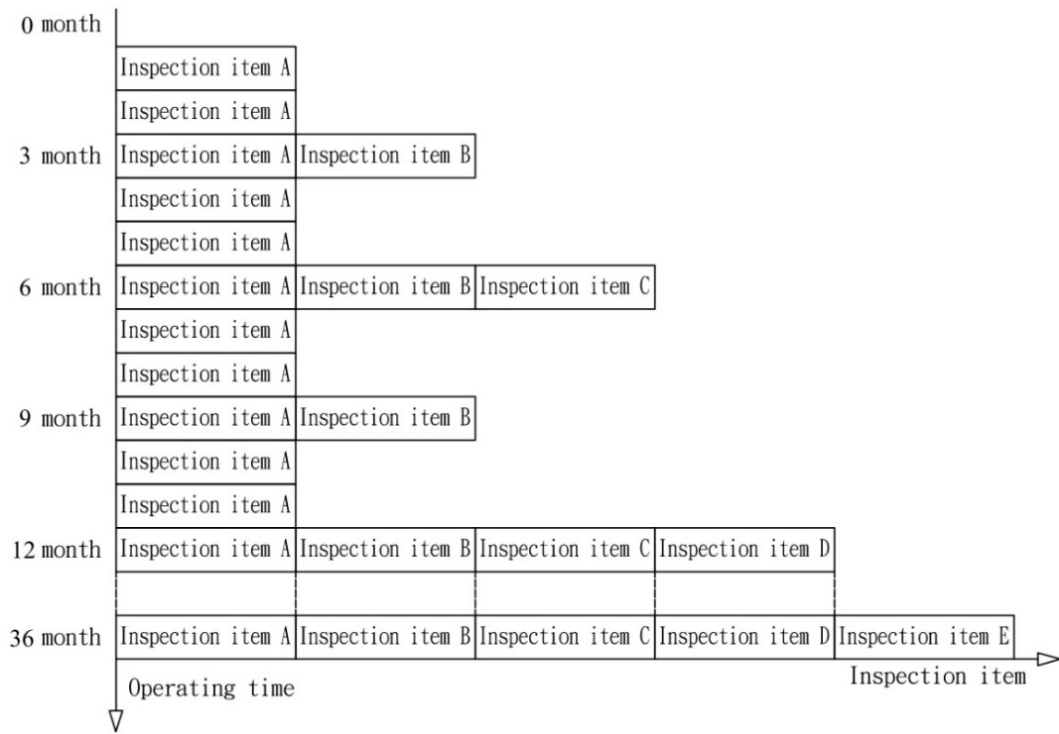 0 month
Inspection item A
Inspection item A
3 month Inspection item A Inspection item B
Inspection item A
Inspection item A
6 month Inspection item A Inspection item B Inspection item C
Inspection item A
Inspection item A
9 month Inspection item A Inspection item B
Inspection item A
Inspection item A
12 month Inspection item A Inspection item B Inspection item C Inspection item D
36 month Inspection item A Inspection item B Inspection item C Inspection item D Inspection item E
Operating time Inspection item